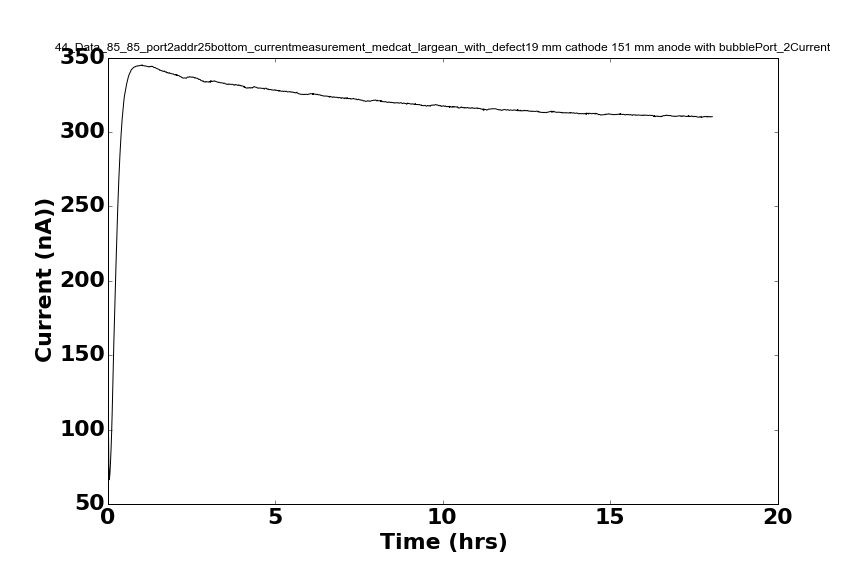 44_Data_85_85_port2addr25bottom_currentmeasurement_medcat_largean_with_defect19 mm cathode 151 mm anode with bubblePort_2Current
350
300
250
200
150
100
50
Current (nA))
0 5 10 15 20
Time (hrs)